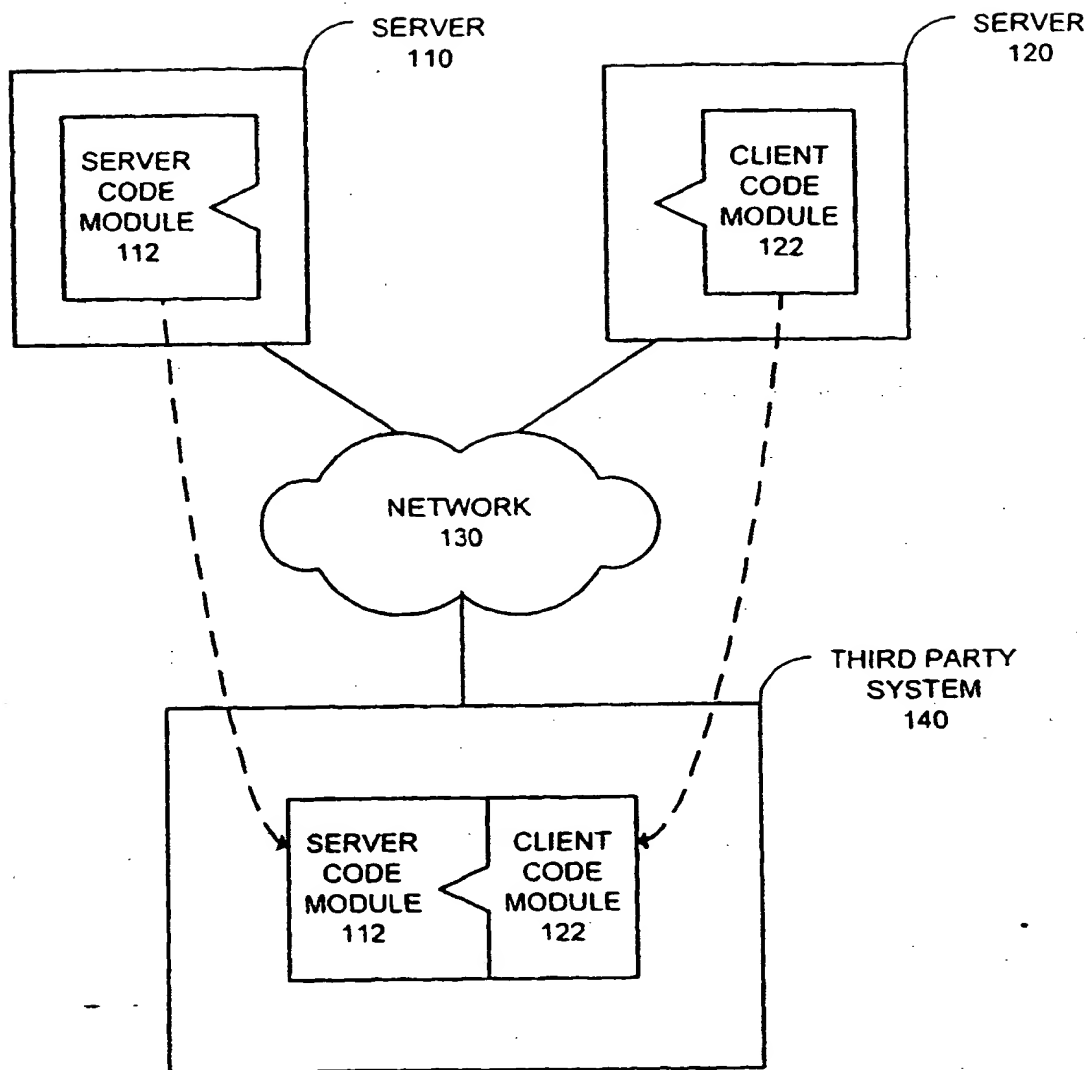 SERVER
110
SERVER
120
SERVER
CODE
MODULE
112
CLIENT
CODE
MODULE
122
NETWORK
130
THIRD PARTY
SYSTEM
140
SERVER
CODE
MODULE
112
CLIENT
CODE
MODULE
122